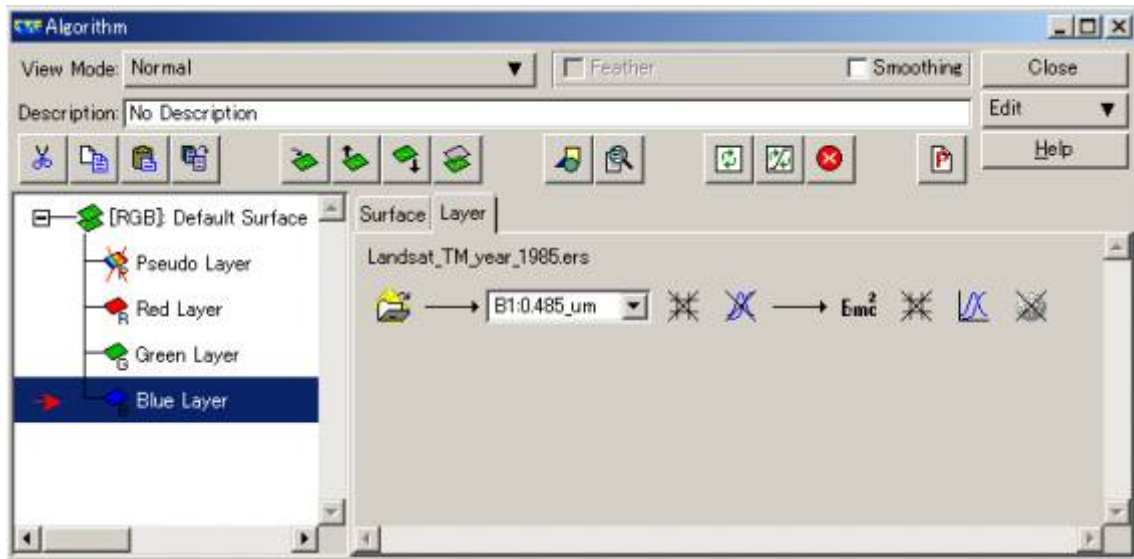 Algorithm
View Mode: Normal
Feather
Smoothing
Close
Description: No Description
Edit
Help
[RGB]: Default Surface
Surface Layer
Landsat_TM_year_1985.ers
Pseudo Layer
B1:0.485_um
Emc2
Red Layer
R
Green Layer
G
Blue Layer
P